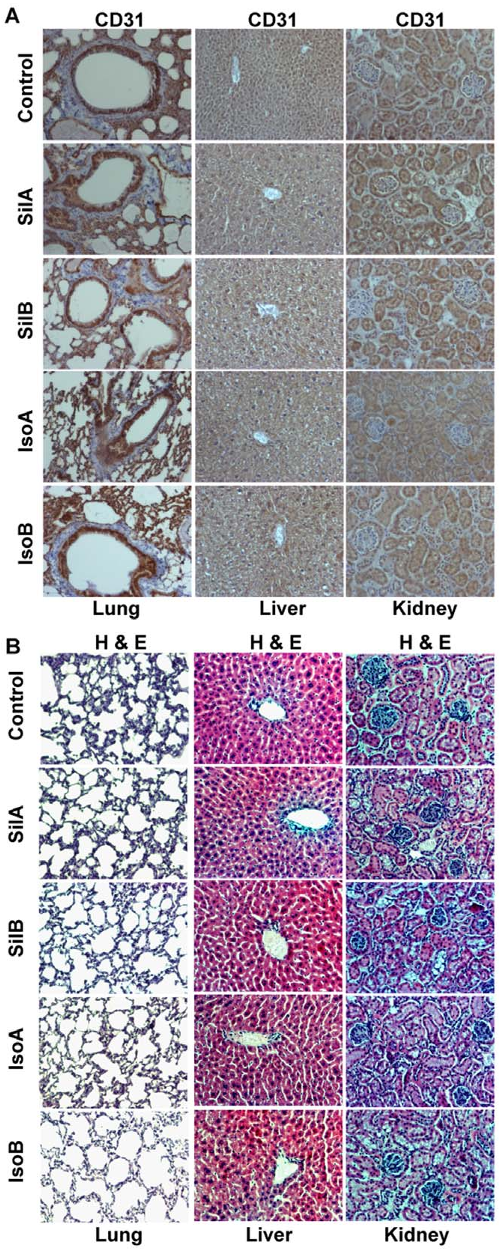 A
CD31 CD31 CD31
Control
SilA
SilB
IsoA
IsoB
Lung Liver Kidney
B
H & E H & E H & E
Control
SilA
SilB
IsoA
IsoB
Lung Liver Kidney